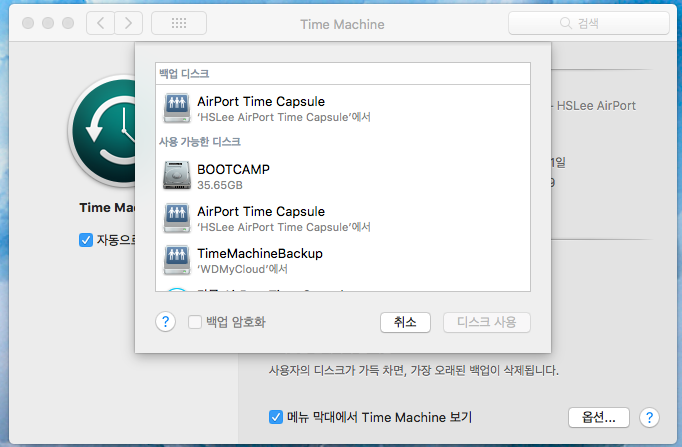 Time Machine
검색
백업 디스크
AirPort Time Capsule
‘HSLee AirPort Time Capsule’에서
사용 가능한 디스크
BOOTCAMP
35.65GB
AirPort Time Capsule
‘HSLee AirPort Time Capsule’에서
TimeMachineBackup
‘WDMyCloud’에서
? 백업 암호화 취소 디스크 사용
Time Ma
자동으로
- HSLee AirPort
1일
9
사용자의 디스크가 가득 차면, 가장 오래된 백업이 삭제됩니다.
메뉴 막대에서 Time Machine 보기 옵션... ?